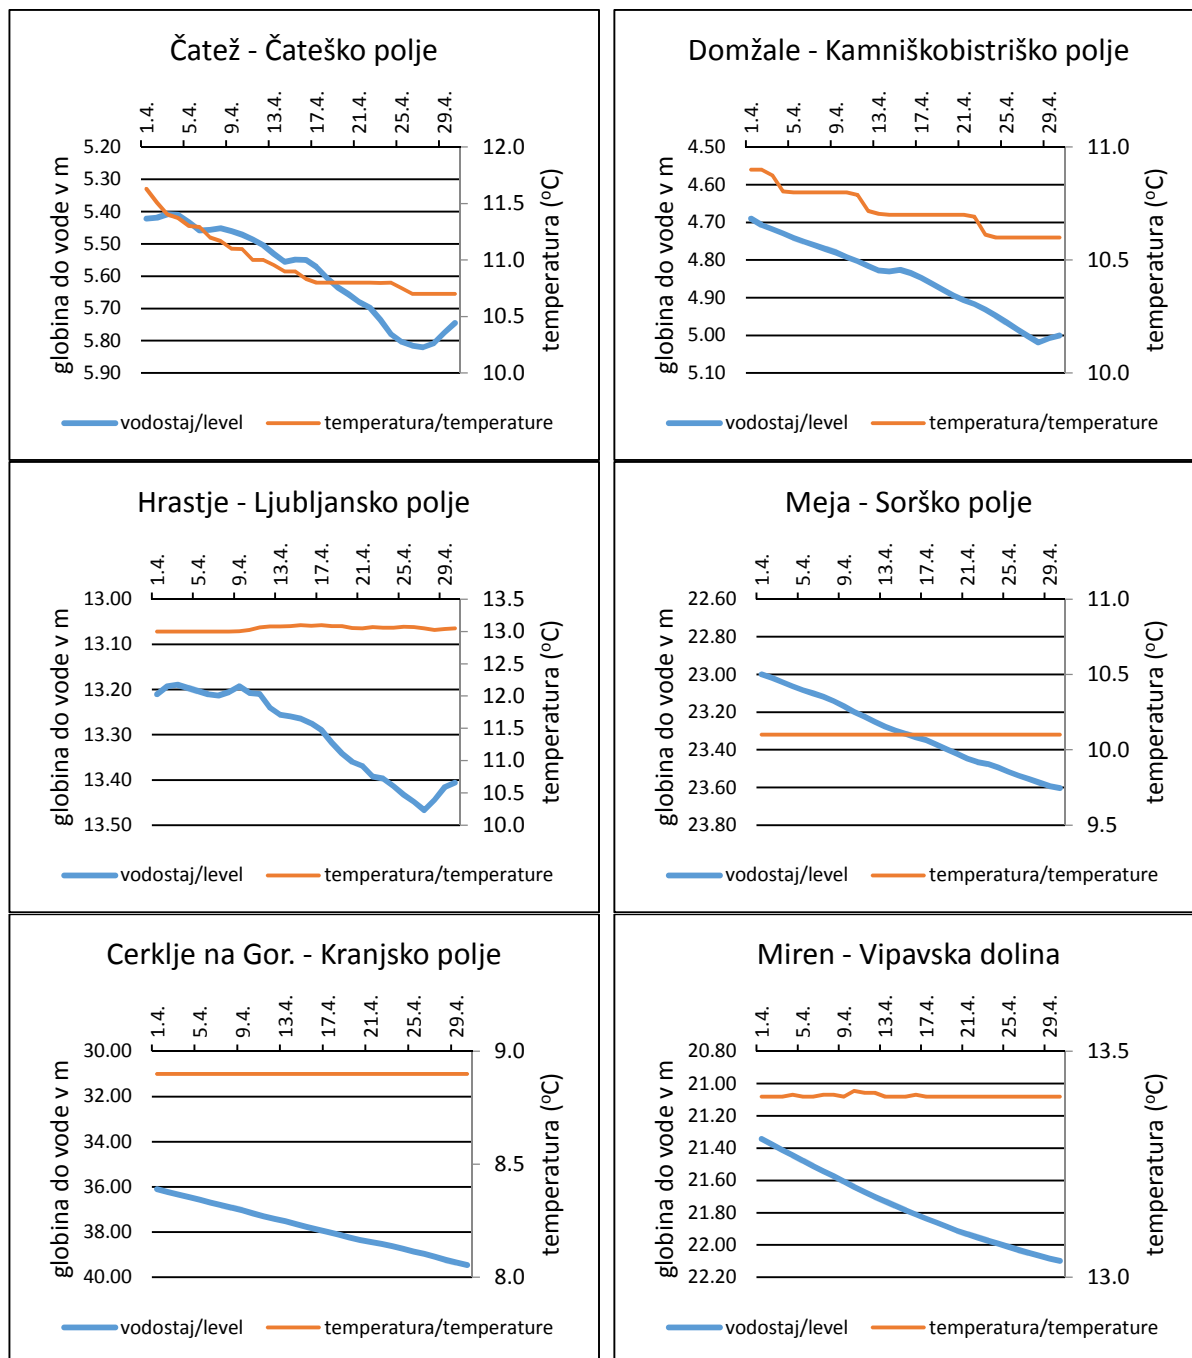 Čatež - Čateško polje
1.4. 5.4. 9.4. 13.4. 17.4. 21.4. 25.4. 29.4.
globina do vode v m
5.20
5.30
5.40
5.50
5.60
5.70
5.80
5.90
12.0
11.5
11.0
10.5
10.0
temperatura (°C)
vodostaj/level temperatura/temperature
Domžale - Kamniškobistriško polje
1.4. 5.4. 9.4. 13.4. 17.4. 21.4. 25.4. 29.4.
globina do vode v m
4.50
4.60
4.70
4.80
4.90
5.00
5.10
11.0
10.5
10.0
temperatura (°C)
vodostaj/level temperatura/temperature
Hrastje - Ljubljansko polje
1.4. 5.4. 9.4. 13.4. 17.4. 21.4. 25.4. 29.4.
globina do vode v m
13.00
13.10
13.20
13.30
13.40
13.50
13.5
13.0
12.5
12.0
11.5
11.0
10.5
10.0
temperatura (°C)
vodostaj/level temperatura/temperature
Meja - Sorško polje
1.4. 5.4. 9.4. 13.4. 17.4. 21.4. 25.4. 29.4.
globina do vode v m
22.60
22.80
23.00
23.20
23.40
23.60
23.80
11.0
10.5
10.0
9.5
temperatura (°C)
vodostaj/level temperatura/temperature
Cerklje na Gor. - Kranjsko polje
1.4. 5.4. 9.4. 13.4. 17.4. 21.4. 25.4. 29.4.
globina do vode v m
30.00
32.00
34.00
36.00
38.00
40.00
9.0
8.5
8.0
temperatura (°C)
vodostaj/level temperatura/temperature
Miren - Vipavska dolina
1.4. 5.4. 9.4. 13.4. 17.4. 21.4. 25.4. 29.4.
globina do vode v m
20.80
21.00
21.20
21.40
21.60
21.80
22.00
22.20
13.5
13.0
temperatura (°C)
vodostaj/level temperatura/temperature